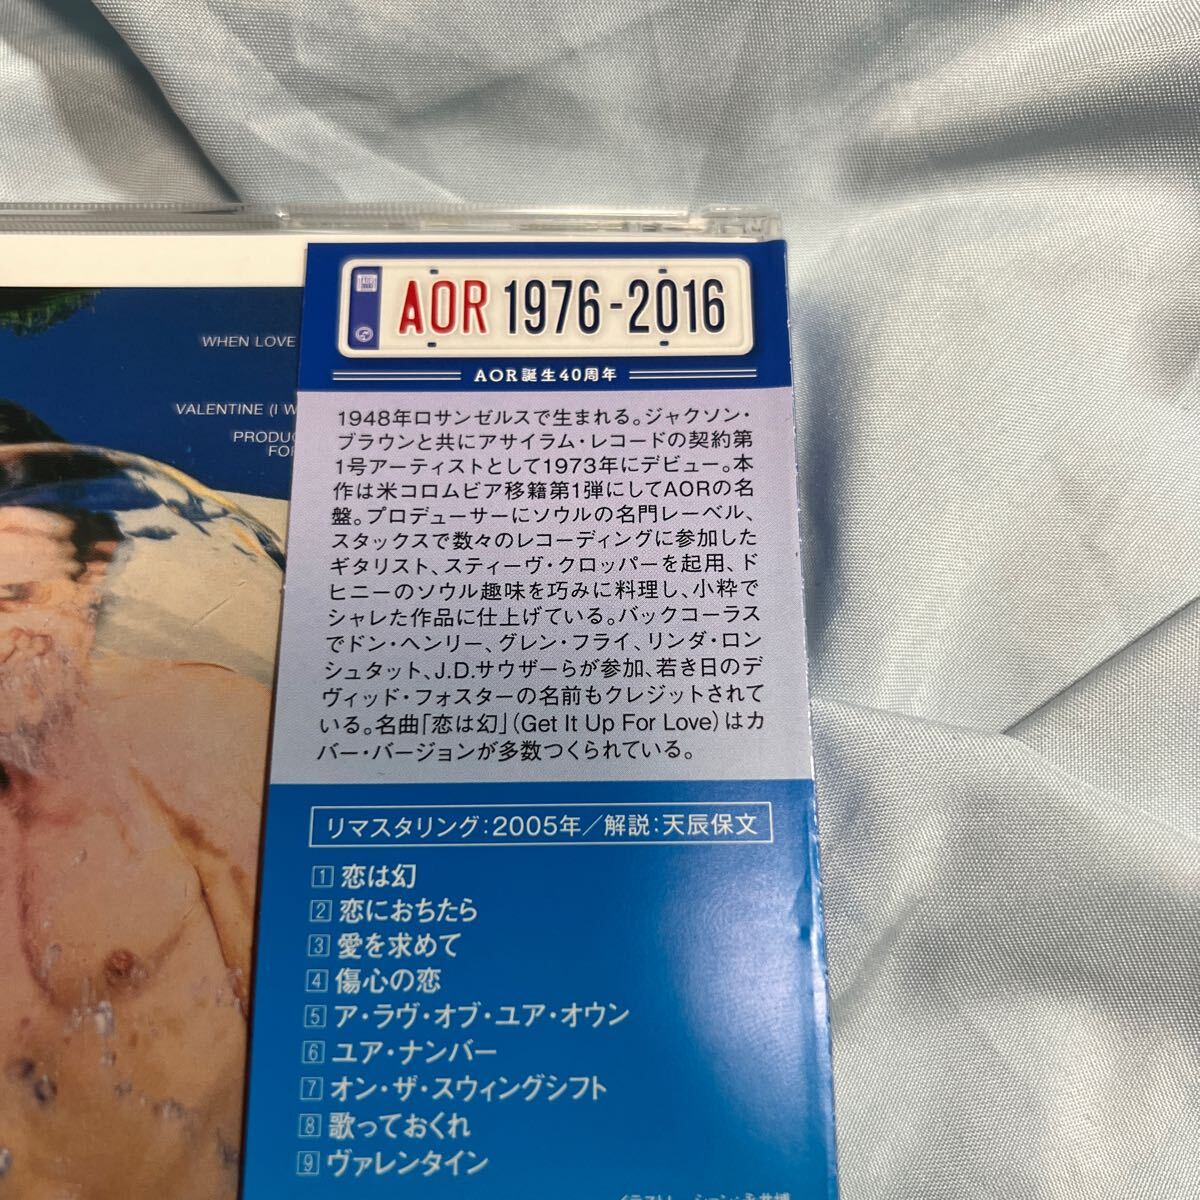 WHEN LOVE
VALENTINE (I W
PRODUC
FOR
AOR 1976-2016
AOR誕生40周年
1948年ロサンゼルスで生まれる。ジャクソン・
ブラウンと共にアサイラム・レコードの契約第
1号アーティストとして1973年にデビュー。本
作は米コロムビア移籍第1弾にしてAORの名
盤。プロデューサーにソウルの名門レーベル、
スタックスで数々のレコーディングに参加した
ギタリスト、スティーヴ・クロッパーを起用、ド
ヒニーのソウル趣味を巧みに料理し、小粋で
シャレた作品に仕上げている。バックコーラス
でドン・ヘンリー、グレン・フライ、リンダ・ロン
シュタット、J.D.サウザーらが参加、若き日のデ
ヴィッド・フォスターの名前もクレジットされて
いる。名曲「恋は幻」(Get It Up For Love)はカ
バー・バージョンが多数つくられている。
リマスタリング:2005年／解説:天辰保文
1 恋は幻
2 恋におちたら
3 愛を求めて
4 傷心の恋
5 ア・ラヴ・オブ・ユア・オウン
6 ユア・ナンバー
7 オン・ザ・スウィングシフト
8 歌っておくれ
9 ヴァレンタイン
イラストレーション:永井博